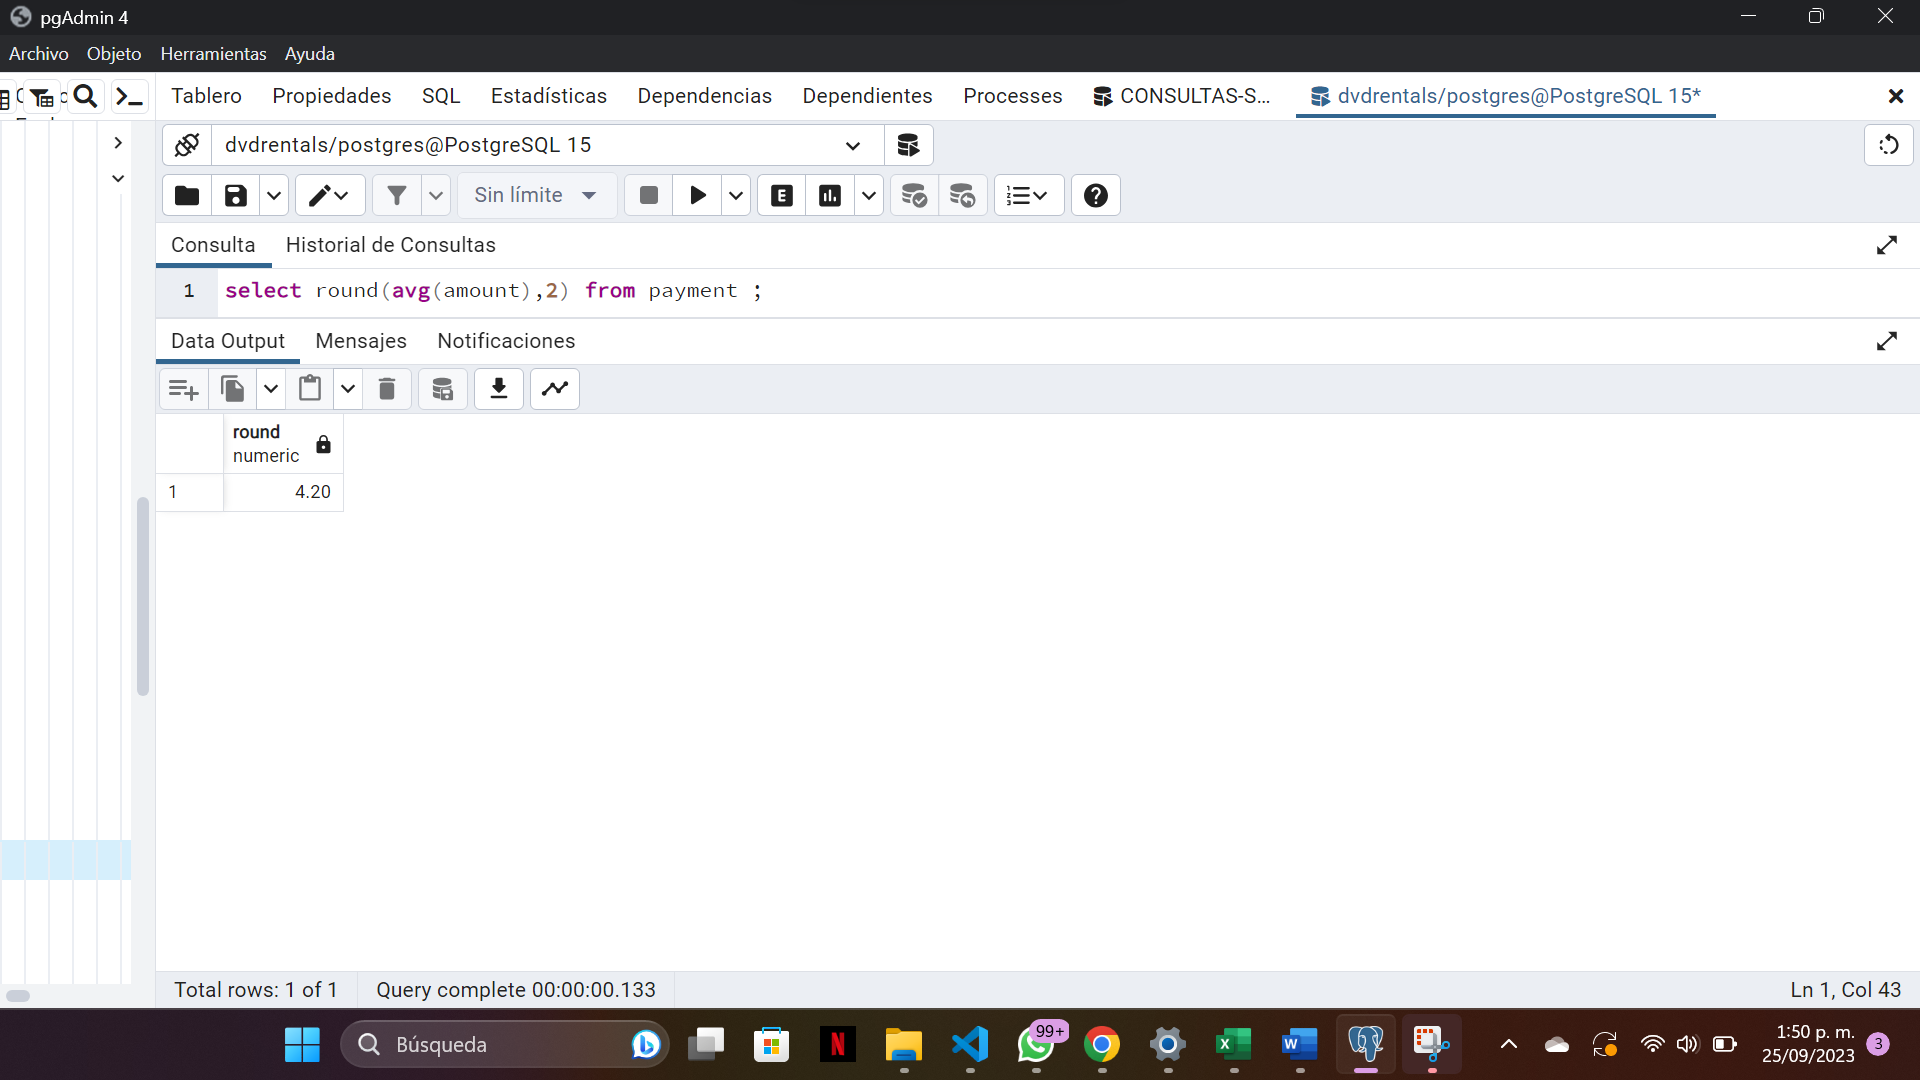 pgAdmin 4
Archivo Objeto Herramientas Ayuda
Tablero Propiedades SQL Estadísticas Dependencias Dependientes Processes CONSULTAS-S... dvdrentals/postgres@PostgreSQL 15*
dvdrentals/postgres@PostgreSQL 15
Sin límite
Consulta Historial de Consultas
1 select round(avg(amount),2) from payment ;
Data Output Mensajes Notificaciones
round
numeric
1 4.20
Total rows: 1 of 1 Query complete 00:00:00.133 Ln 1, Col 43
Búsqueda
99+
1:50 p. m.
25/09/2023
3